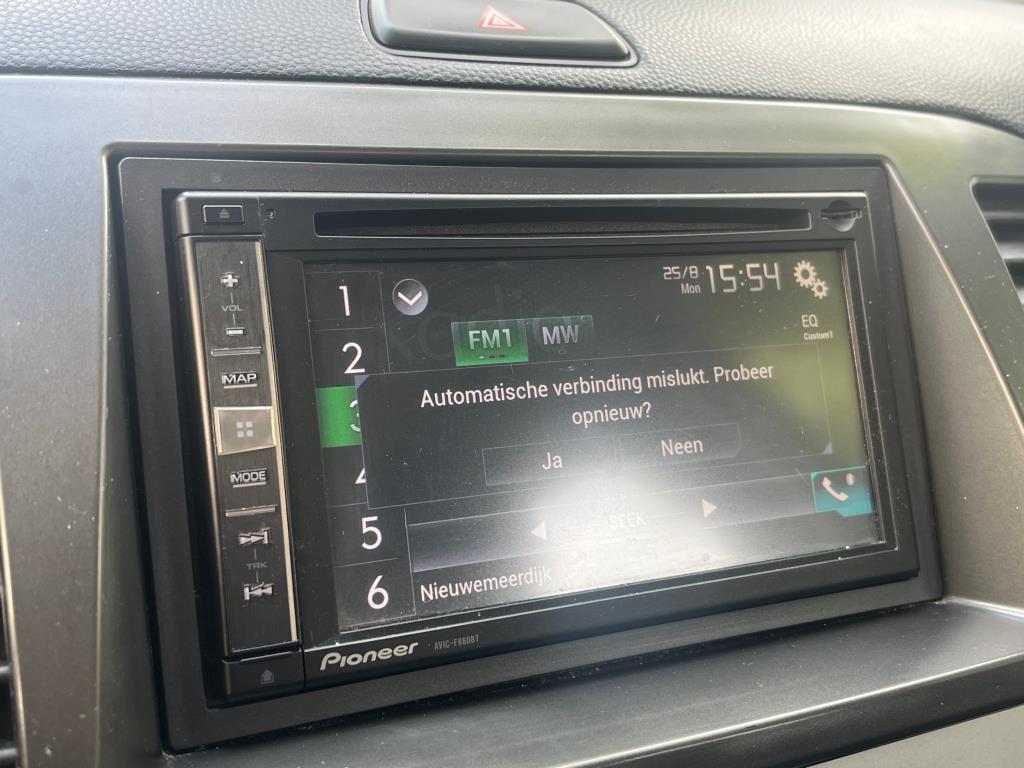 25/8
Mon
15:54
1
2
3
4
5
6
Radio
FM1
MW
EQ
Custom1
Automatische verbinding mislukt. Probeer
opnieuw?
Ja
Neen
SEEK
Nieuwemeerdijk
VOL
MAP
MODE
TRK
Pioneer
AVIC-F860BT